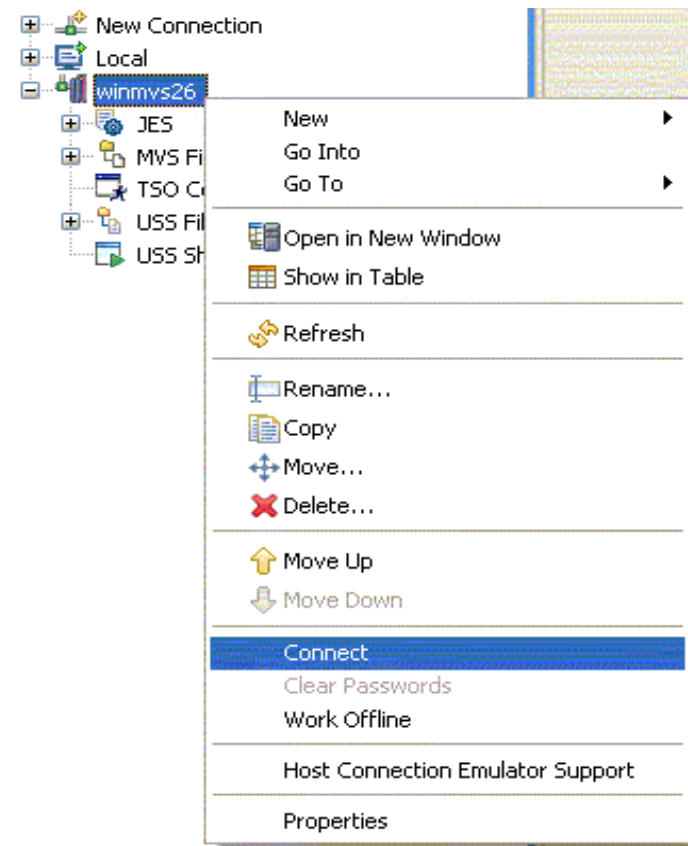 New Connection
Local
winmvs26
JES
MVS Fi
TSO C
USS Fil
USS Sh
New
Go Into
Go To
Open in New Window
Show in Table
Refresh
Rename...
Copy
Move...
Delete...
Move Up
Move Down
Connect
Clear Passwords
Work Offline
Host Connection Emulator Support
Properties